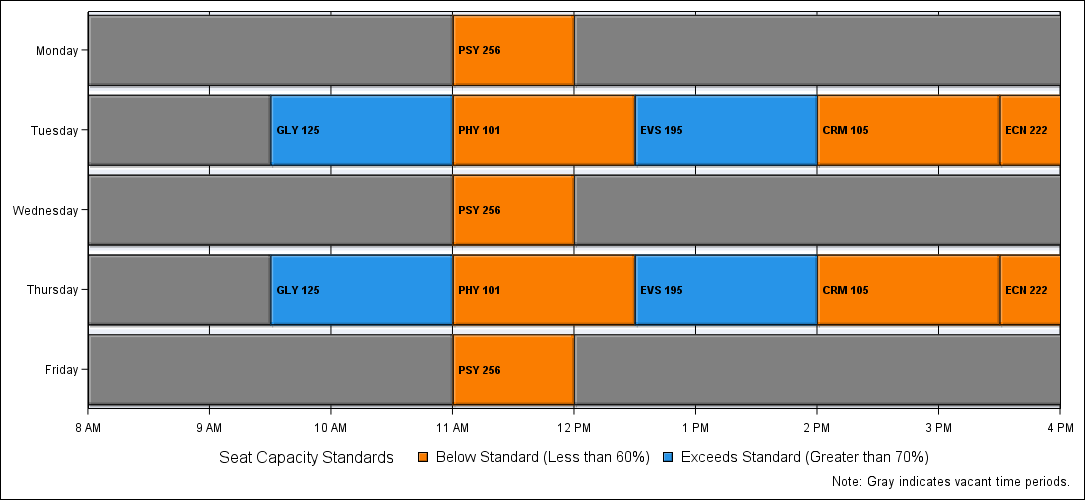 Monday
PSY 256
Tuesday
GLY 125
PHY 101
EVS 195
CRM 105
ECN 222
Wednesday
PSY 256
Thursday
GLY 125
PHY 101
EVS 195
CRM 105
ECN 222
Friday
PSY 256
8 AM
9 AM
10 AM
11 AM
12 PM
1 PM
2 PM
3 PM
4 PM
Seat Capacity Standards
Below Standard (Less than 60%)
Exceeds Standard (Greater than 70%)
Note: Gray indicates vacant time periods.